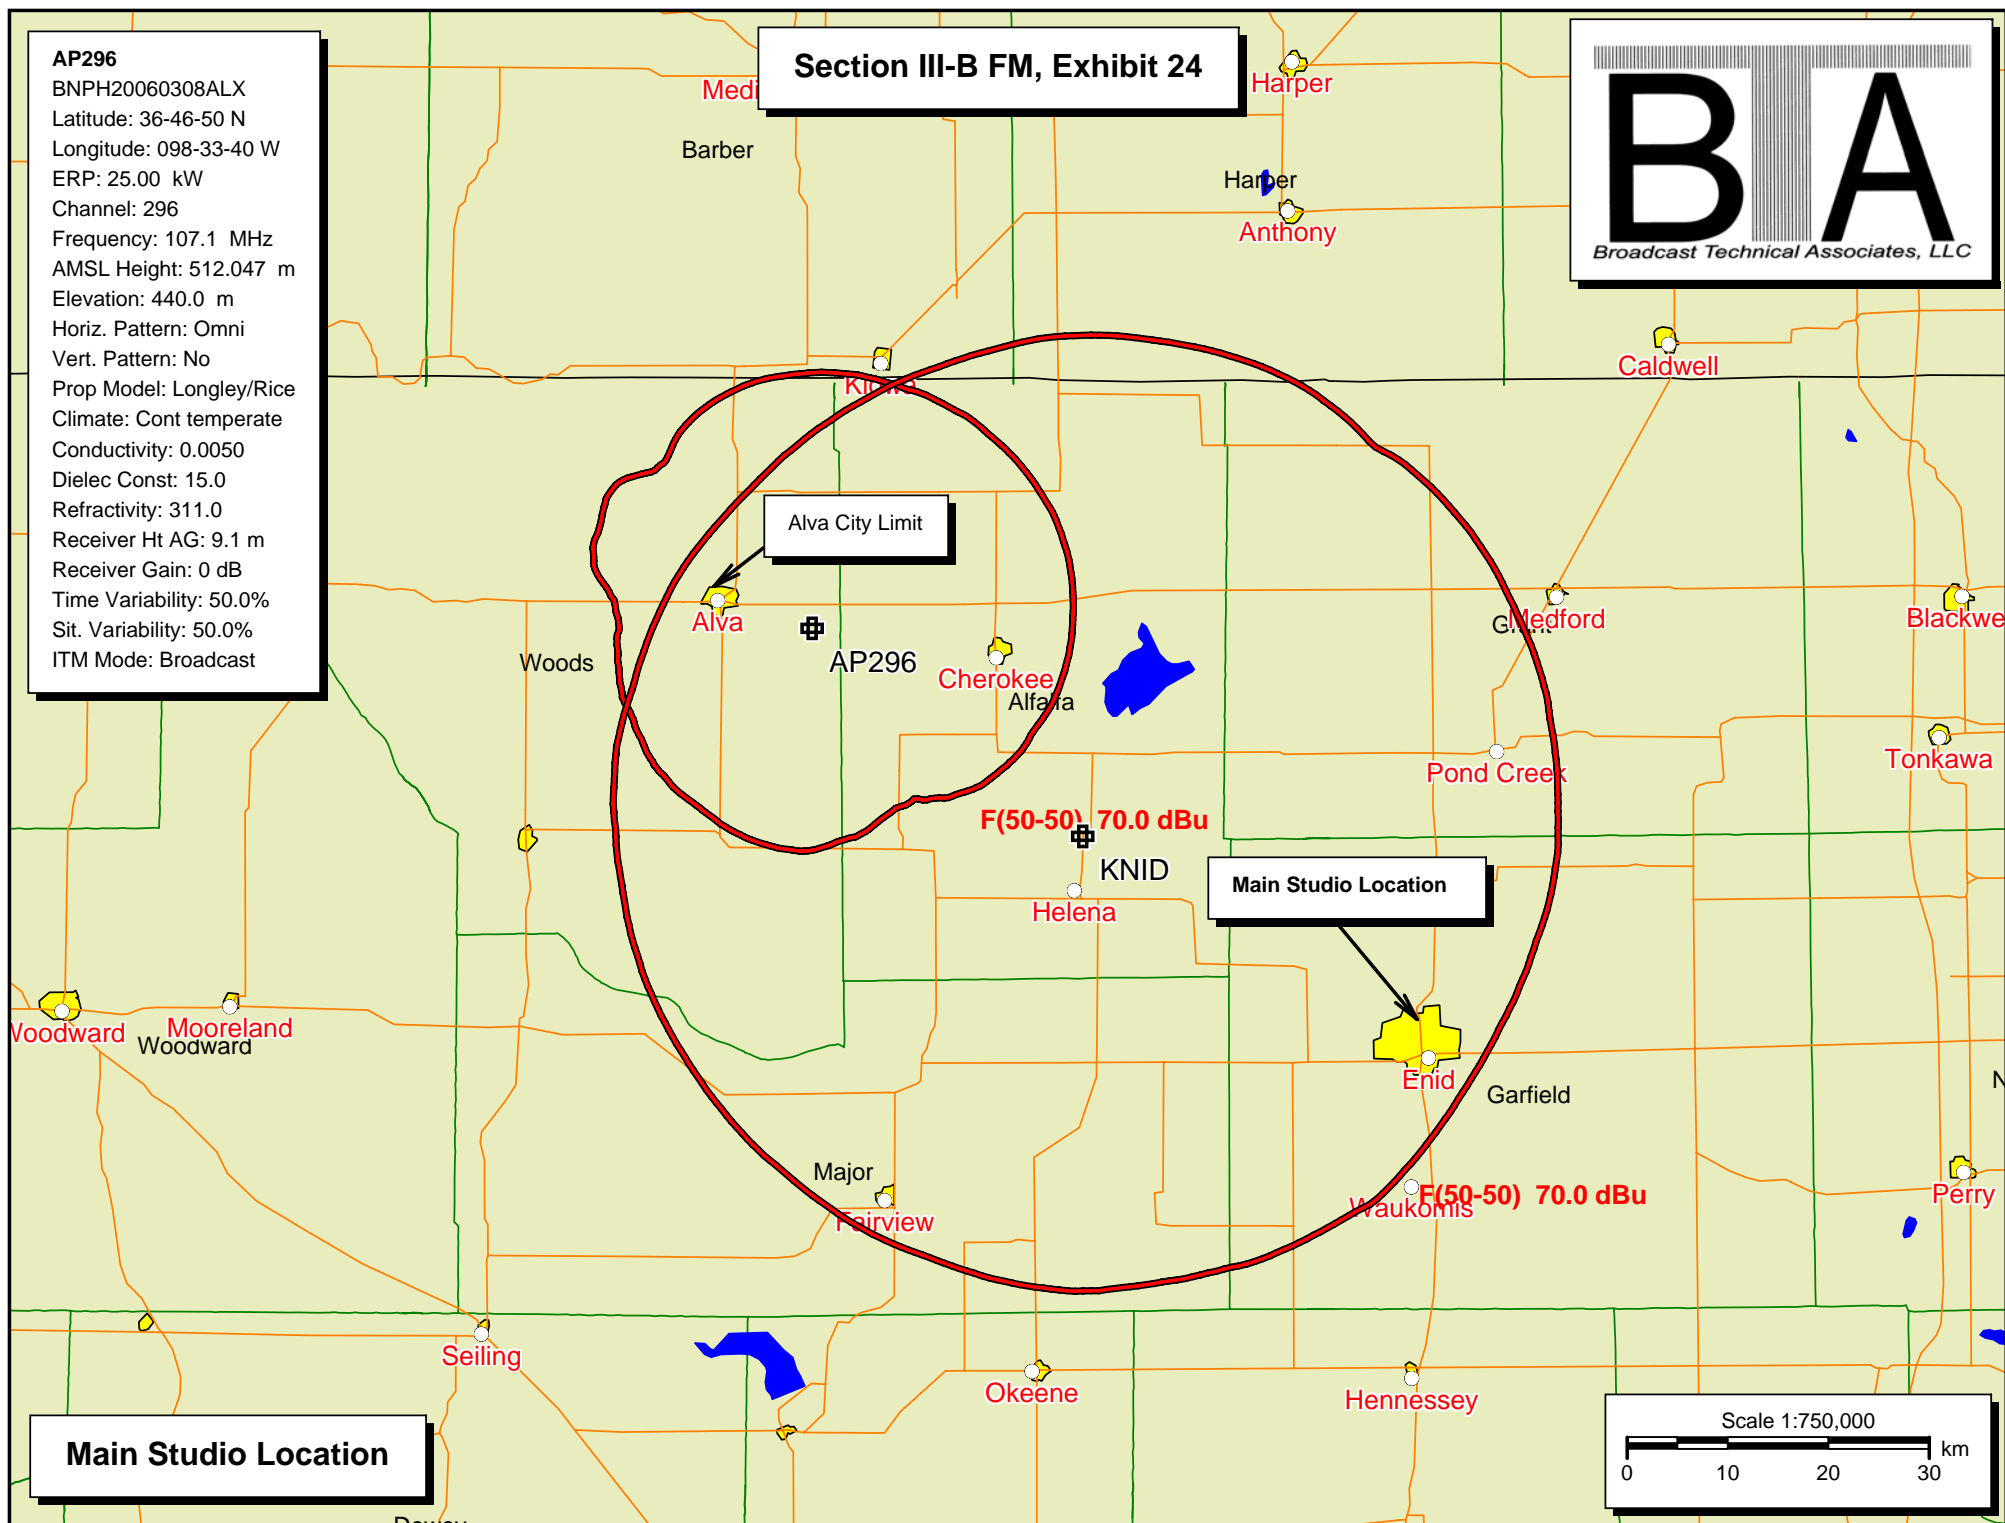 AP296
BNPH20060308ALX
Latitude: 36-46-50 N
Longitude: 098-33-40 W
ERP: 25.00 kW
Channel: 296
Frequency: 107.1 MHz
AMSL Height: 512.047 m
Elevation: 440.0 m
Horiz. Pattern: Omni
Vert. Pattern: No
Prop Model: Longley/Rice
Climate: Cont temperate
Conductivity: 0.0050
Dielec Const: 15.0
Refractivity: 311.0
Receiver Ht AG: 9.1 m
Receiver Gain: 0 dB
Time Variability: 50.0%
Sit. Variability: 50.0%
ITM Mode: Broadcast
Section III-B FM, Exhibit 24
BTA
Broadcast Technical Associates, LLC
Medi
Harper
Barber
Harper
Anthony
Caldwell
Kiowa
Alva City Limit
Alva
AP296
Woods
Cherokee
Alfalfa
Medford
Grant
Blackwe
Tonkawa
Pond Creek
F(50-50) 70.0 dBu
KNID
Helena
Main Studio Location
Woodward
Mooreland
Woodward
Enid
Garfield
N
Major
Fairview
Waukomis
F(50-50) 70.0 dBu
Perry
Seiling
Okeene
Hennessey
Main Studio Location
Scale 1:750,000
km
0 10 20 30